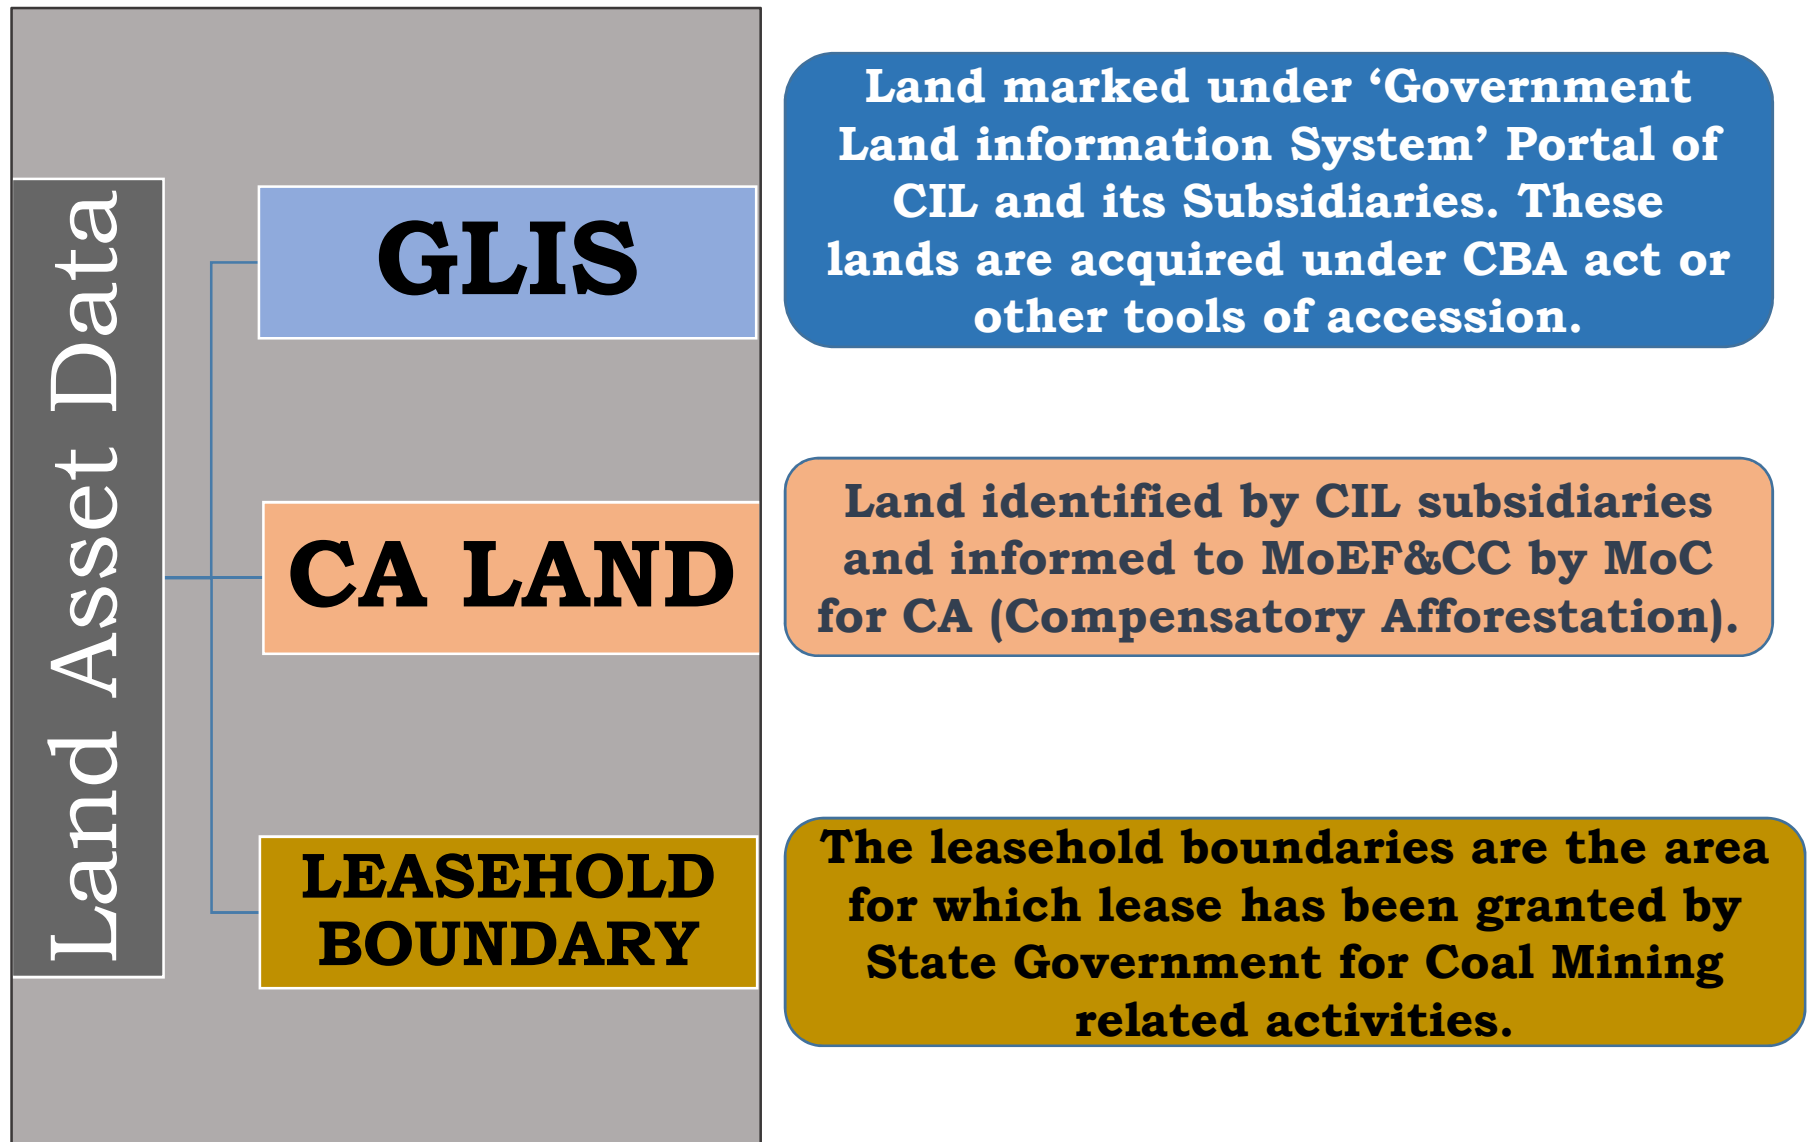 Land Asset Data
GLIS
Land marked under ‘Government
Land information System’ Portal of
CIL and its Subsidiaries. These
lands are acquired under CBA act or
other tools of accession.
CA LAND
Land identified by CIL subsidiaries
and informed to MoEF&CC by MoC
for CA (Compensatory Afforestation).
LEASEHOLD
BOUNDARY
The leasehold boundaries are the area
for which lease has been granted by
State Government for Coal Mining
related activities.